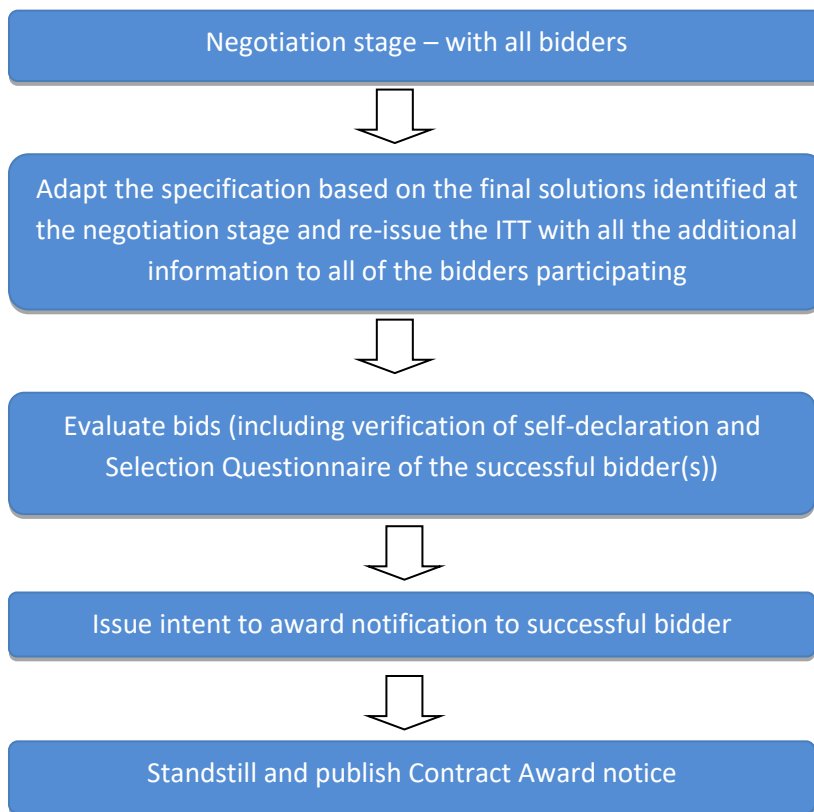 Negotiation stage – with all bidders
Adapt the specification based on the final solutions identified at
the negotiation stage and re-issue the ITT with all the additional
information to all of the bidders participating
Evaluate bids (including verification of self-declaration and
Selection Questionnaire of the successful bidder(s))
Issue intent to award notification to successful bidder
Standstill and publish Contract Award notice